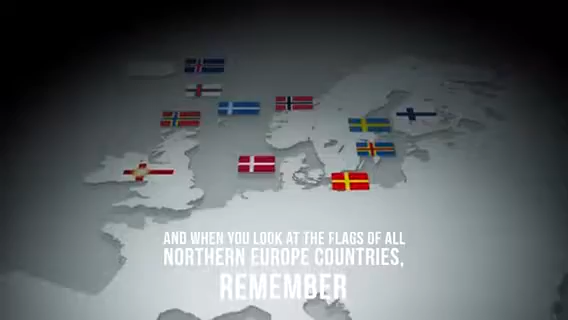 AND WHEN YOU LOOK AT THE FLAGS OF ALL
NORTHERN EUROPE COUNTRIES,
REMEMBER